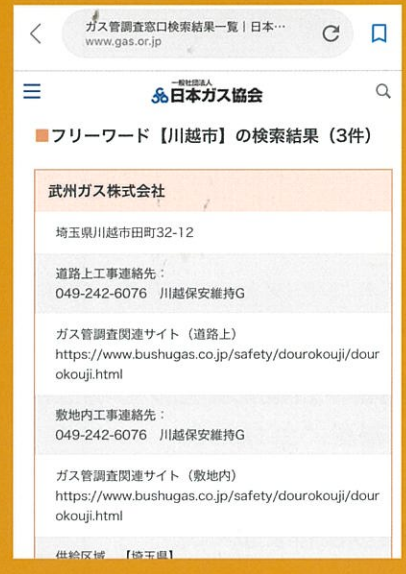 ガス管調査窓口検索結果一覧|日本…
www.gas.or.jp
一般社団法人
日本ガス協会
■フリーワード【川越市】の検索結果（3件）
武州ガス株式会社
埼玉県川越市田町32-12
道路上工事連絡先：
049-242-6076 川越保安維持G
ガス管調査関連サイト（道路上）
https://www.bushugas.co.jp/safety/dourokouji/dour
okouji.html
敷地内工事連絡先：
049-242-6076 川越保安維持G
ガス管調査関連サイト（敷地内）
https://www.bushugas.co.jp/safety/dourokouji/dour
okouji.html
供給区域 【埼玉県】